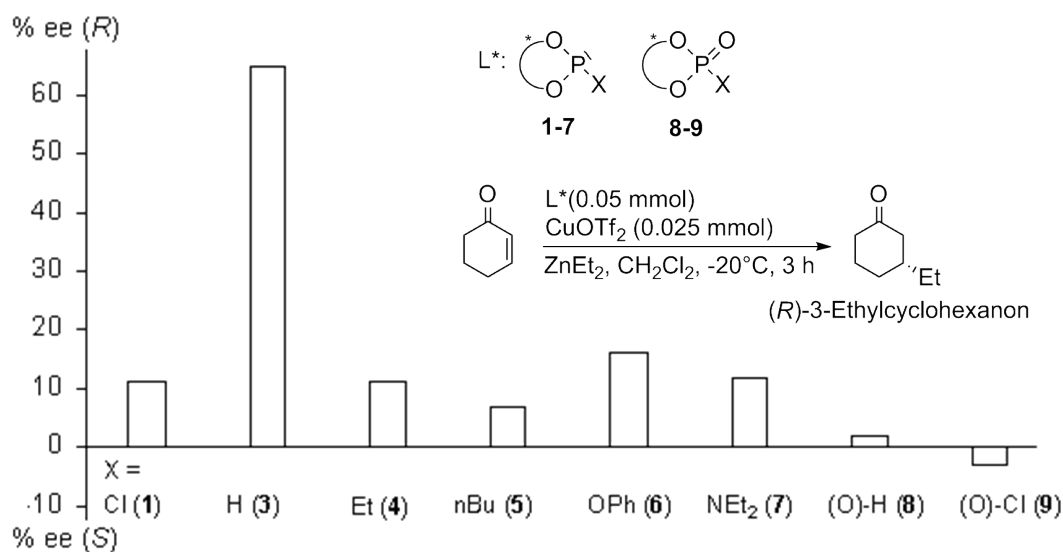 % ee (R)
60
50
40
30
20
10
0
-10
% ee (S)
L*:
* O
P
O X
1-7
* O O
P
O X
8-9
O
L*(0.05 mmol)
CuOTf2 (0.025 mmol)
ZnEt2, CH2Cl2, -20°C, 3 h
O
Et
(R)-3-Ethylcyclohexanon
X =
Cl (1) H (3) Et (4) nBu (5) OPh (6) NEt2 (7) (O)-H (8) (O)-Cl (9)